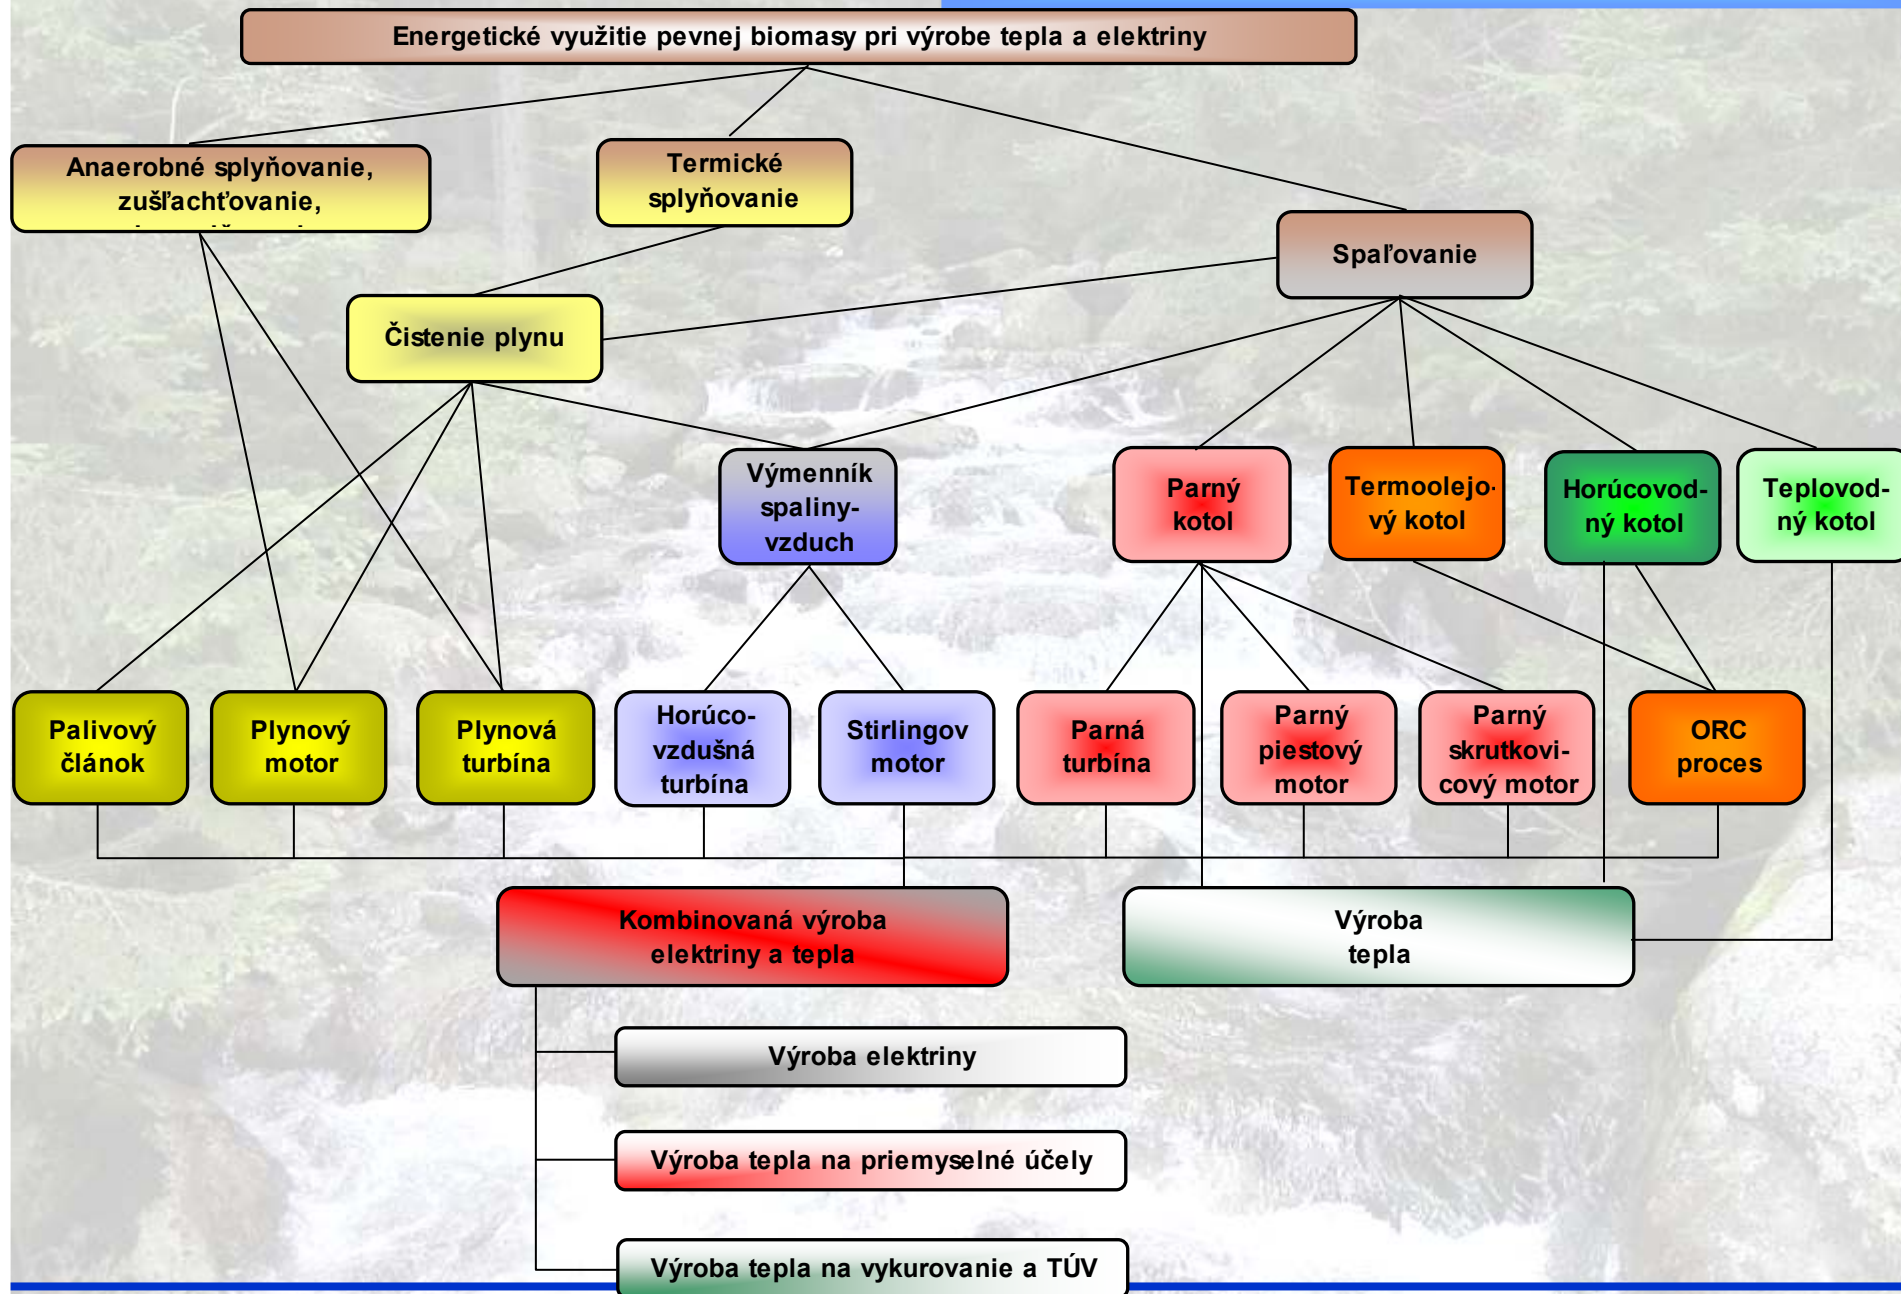 Energetické využitie pevnej biomasy pri výrobe tepla a elektriny
Anaerobné splyňovanie,
zušľachťovanie,
Termické
splyňovanie
Spaľovanie
Čistenie plynu
Výmenník
spaliny-
vzduch
Parný
kotol
Termoolejo-
vý kotol
Horúcovod-
ný kotol
Teplovod-
ný kotol
Palivový
článok
Plynový
motor
Plynová
turbína
Horúco-
vzdušná
turbína
Stirlingov
motor
Parná
turbína
Parný
piestový
motor
Parný
skrutkovi-
cový motor
ORC
proces
Kombinovaná výroba
elektriny a tepla
Výroba
tepla
Výroba elektriny
Výroba tepla na priemyselné účely
Výroba tepla na vykurovanie a TÚV